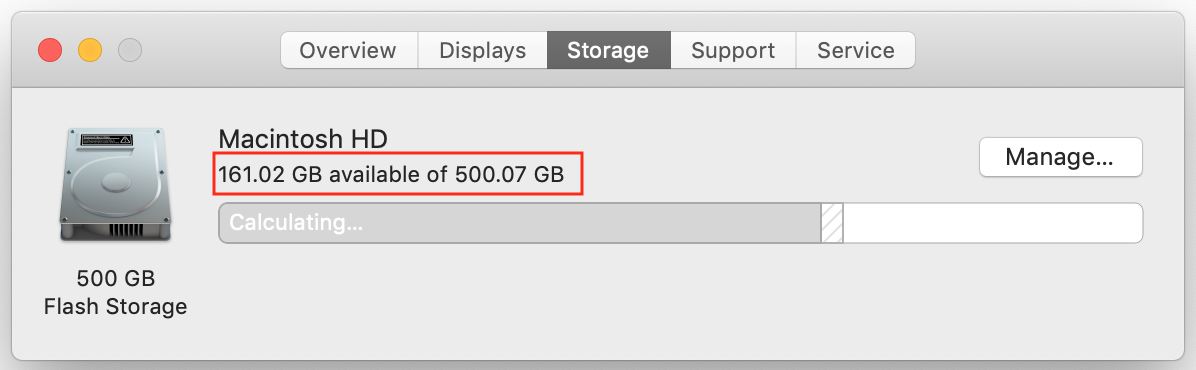 Overview Displays Storage Support Service
Macintosh HD
161.02 GB available of 500.07 GB
Manage...
Calculating...
500 GB
Flash Storage